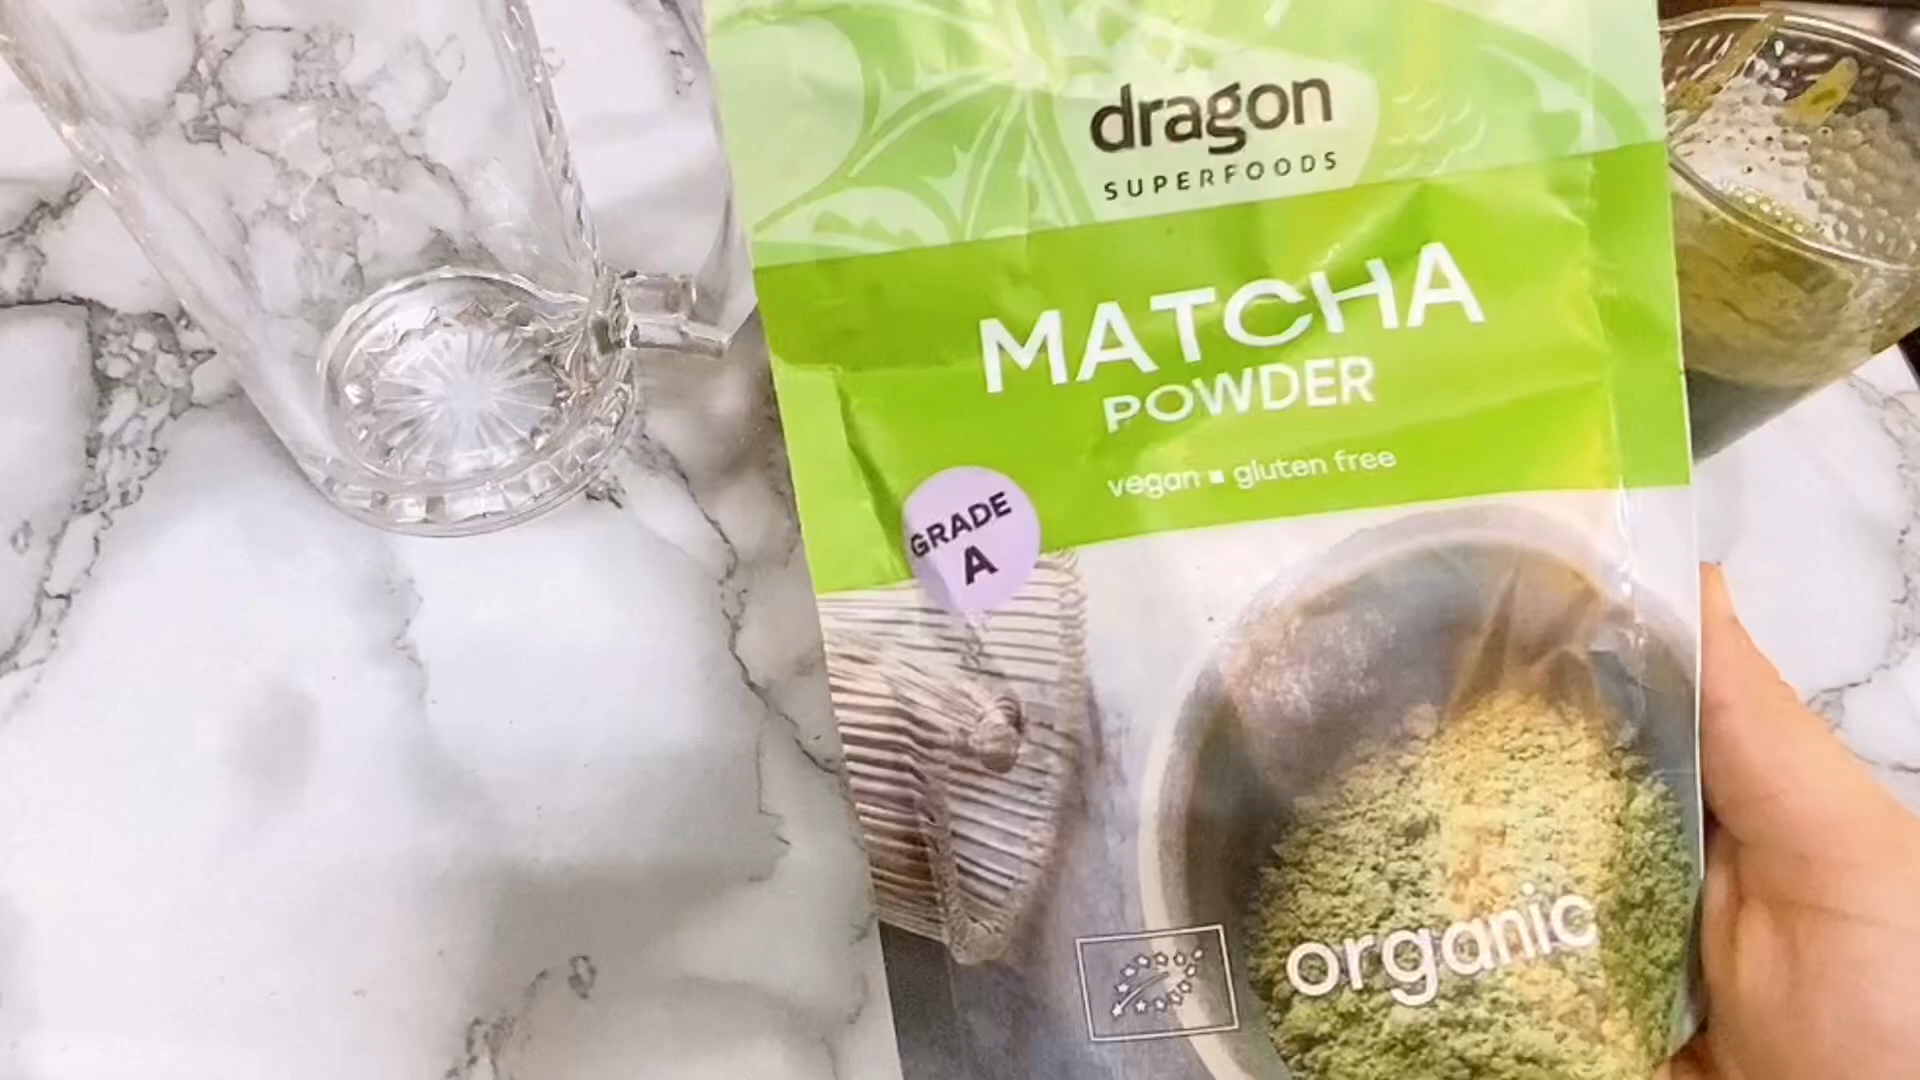 dragon
SUPERFOODS
MATCHA
POWDER
vegan ▪ gluten free
GRADE
A
organic